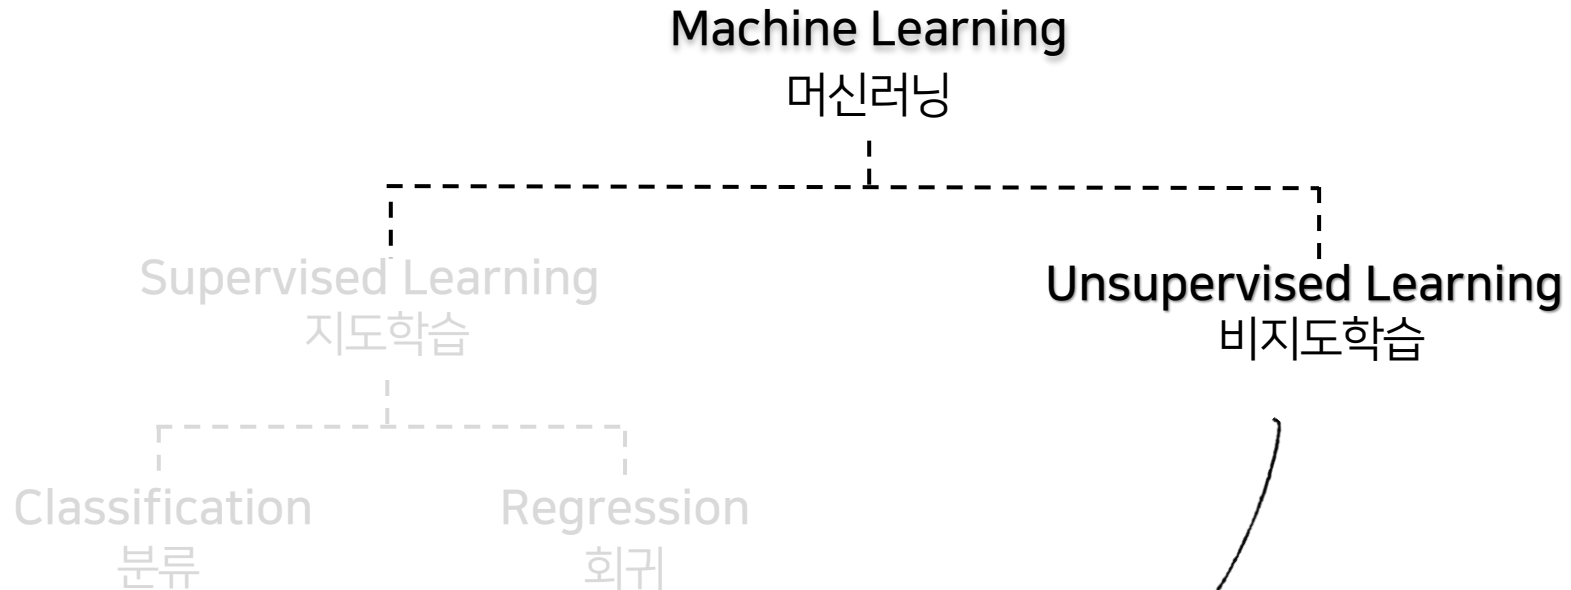 Machine Learning
머신러닝
Supervised Learning
지도학습
Unsupervised Learning
비지도학습
Classification
분류
Regression
회귀